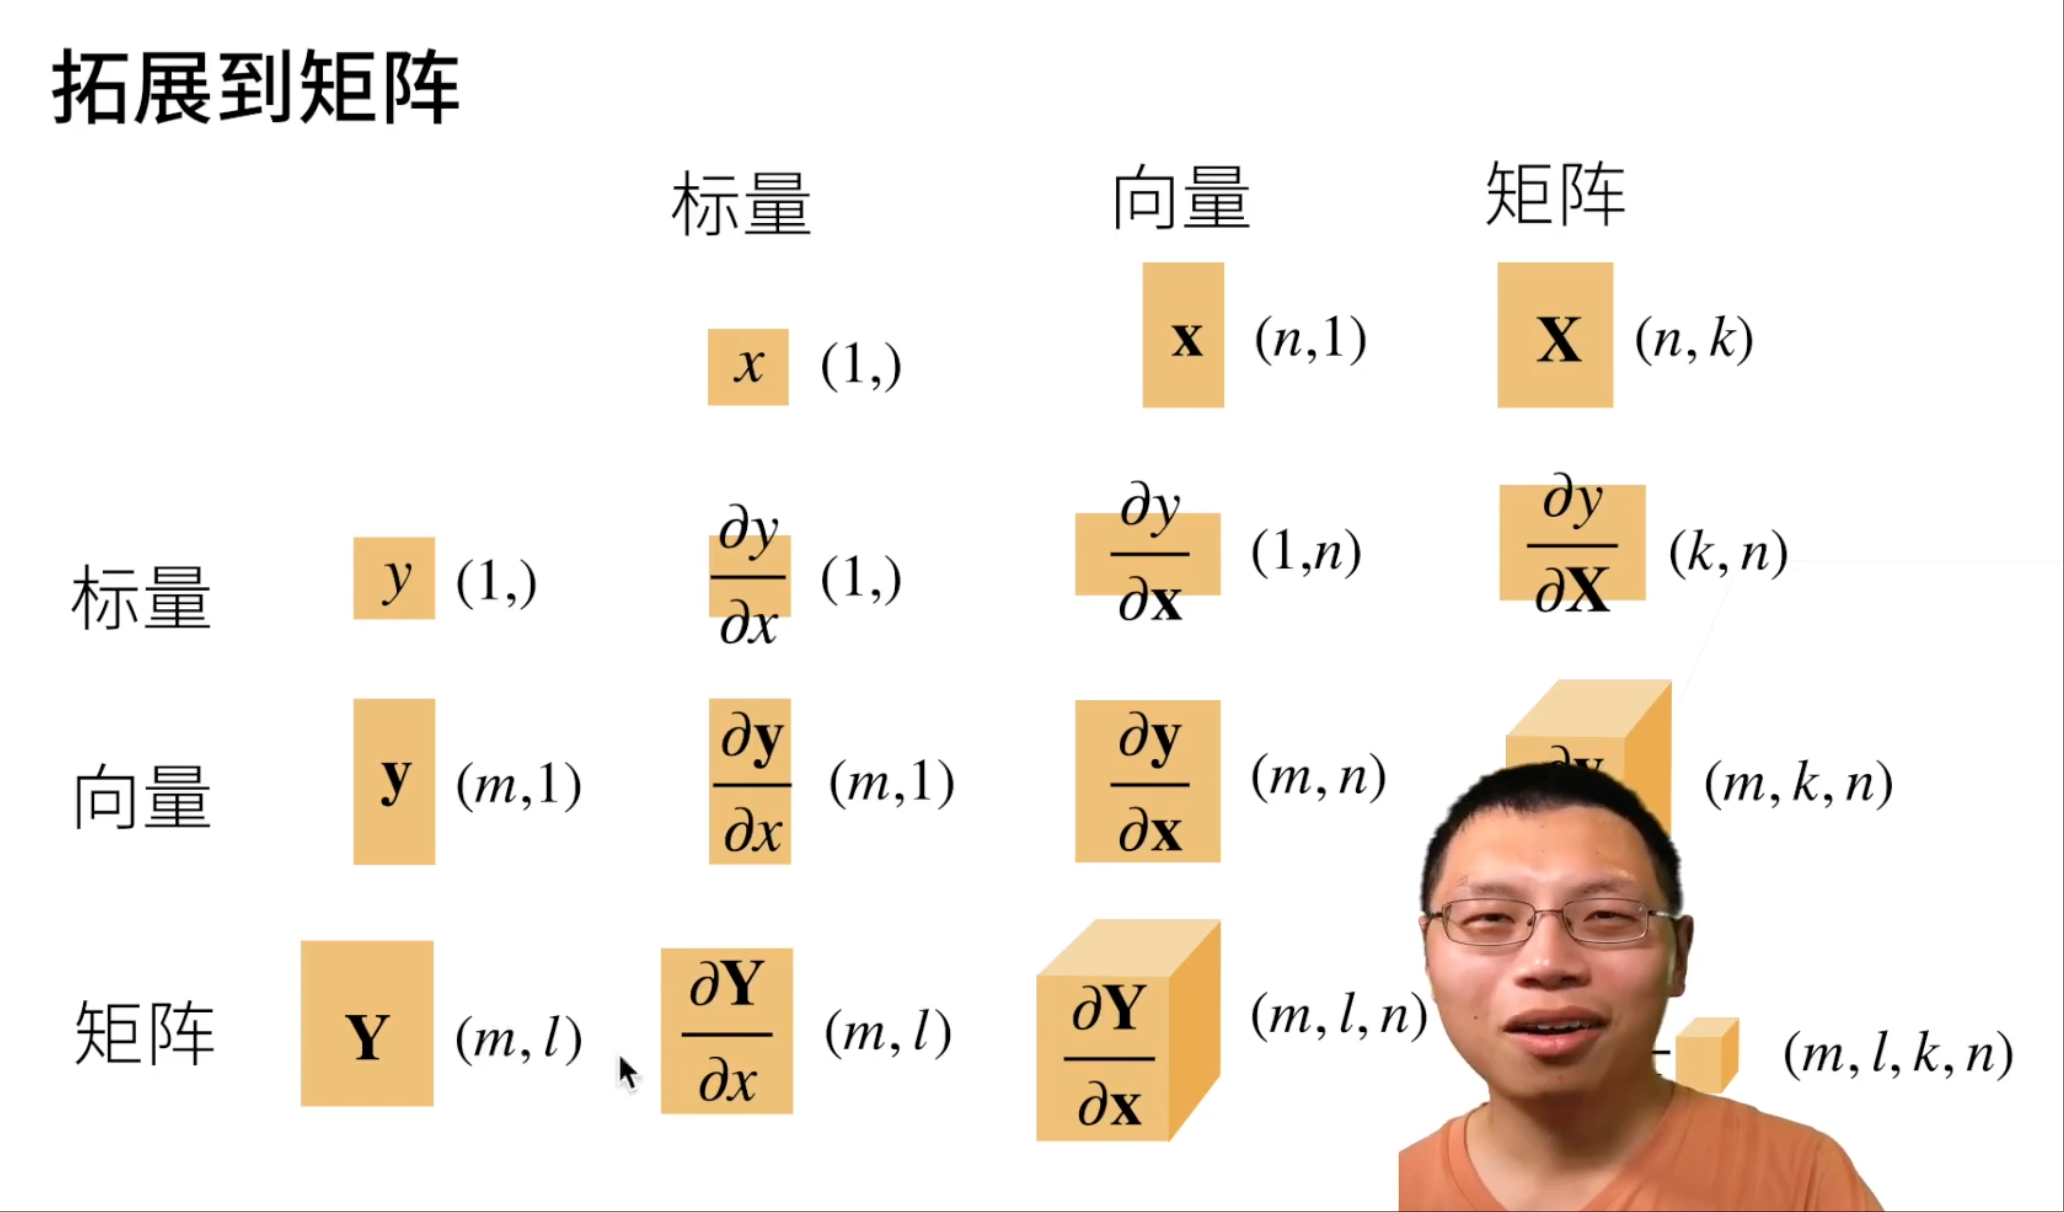 拓展到矩阵
标量 向量 矩阵
x (1,) x (n,1) X (n, k)
标量 y (1,) ∂y/∂x (1,) ∂y/∂x (1,n) ∂y/∂X (k, n)
向量 y (m,1) ∂y/∂x (m,1) ∂y/∂x (m, n) (m, k, n)
矩阵 Y (m, l) ∂Y/∂x (m, l) ∂Y/∂x (m, l, n) (m, l, k, n)